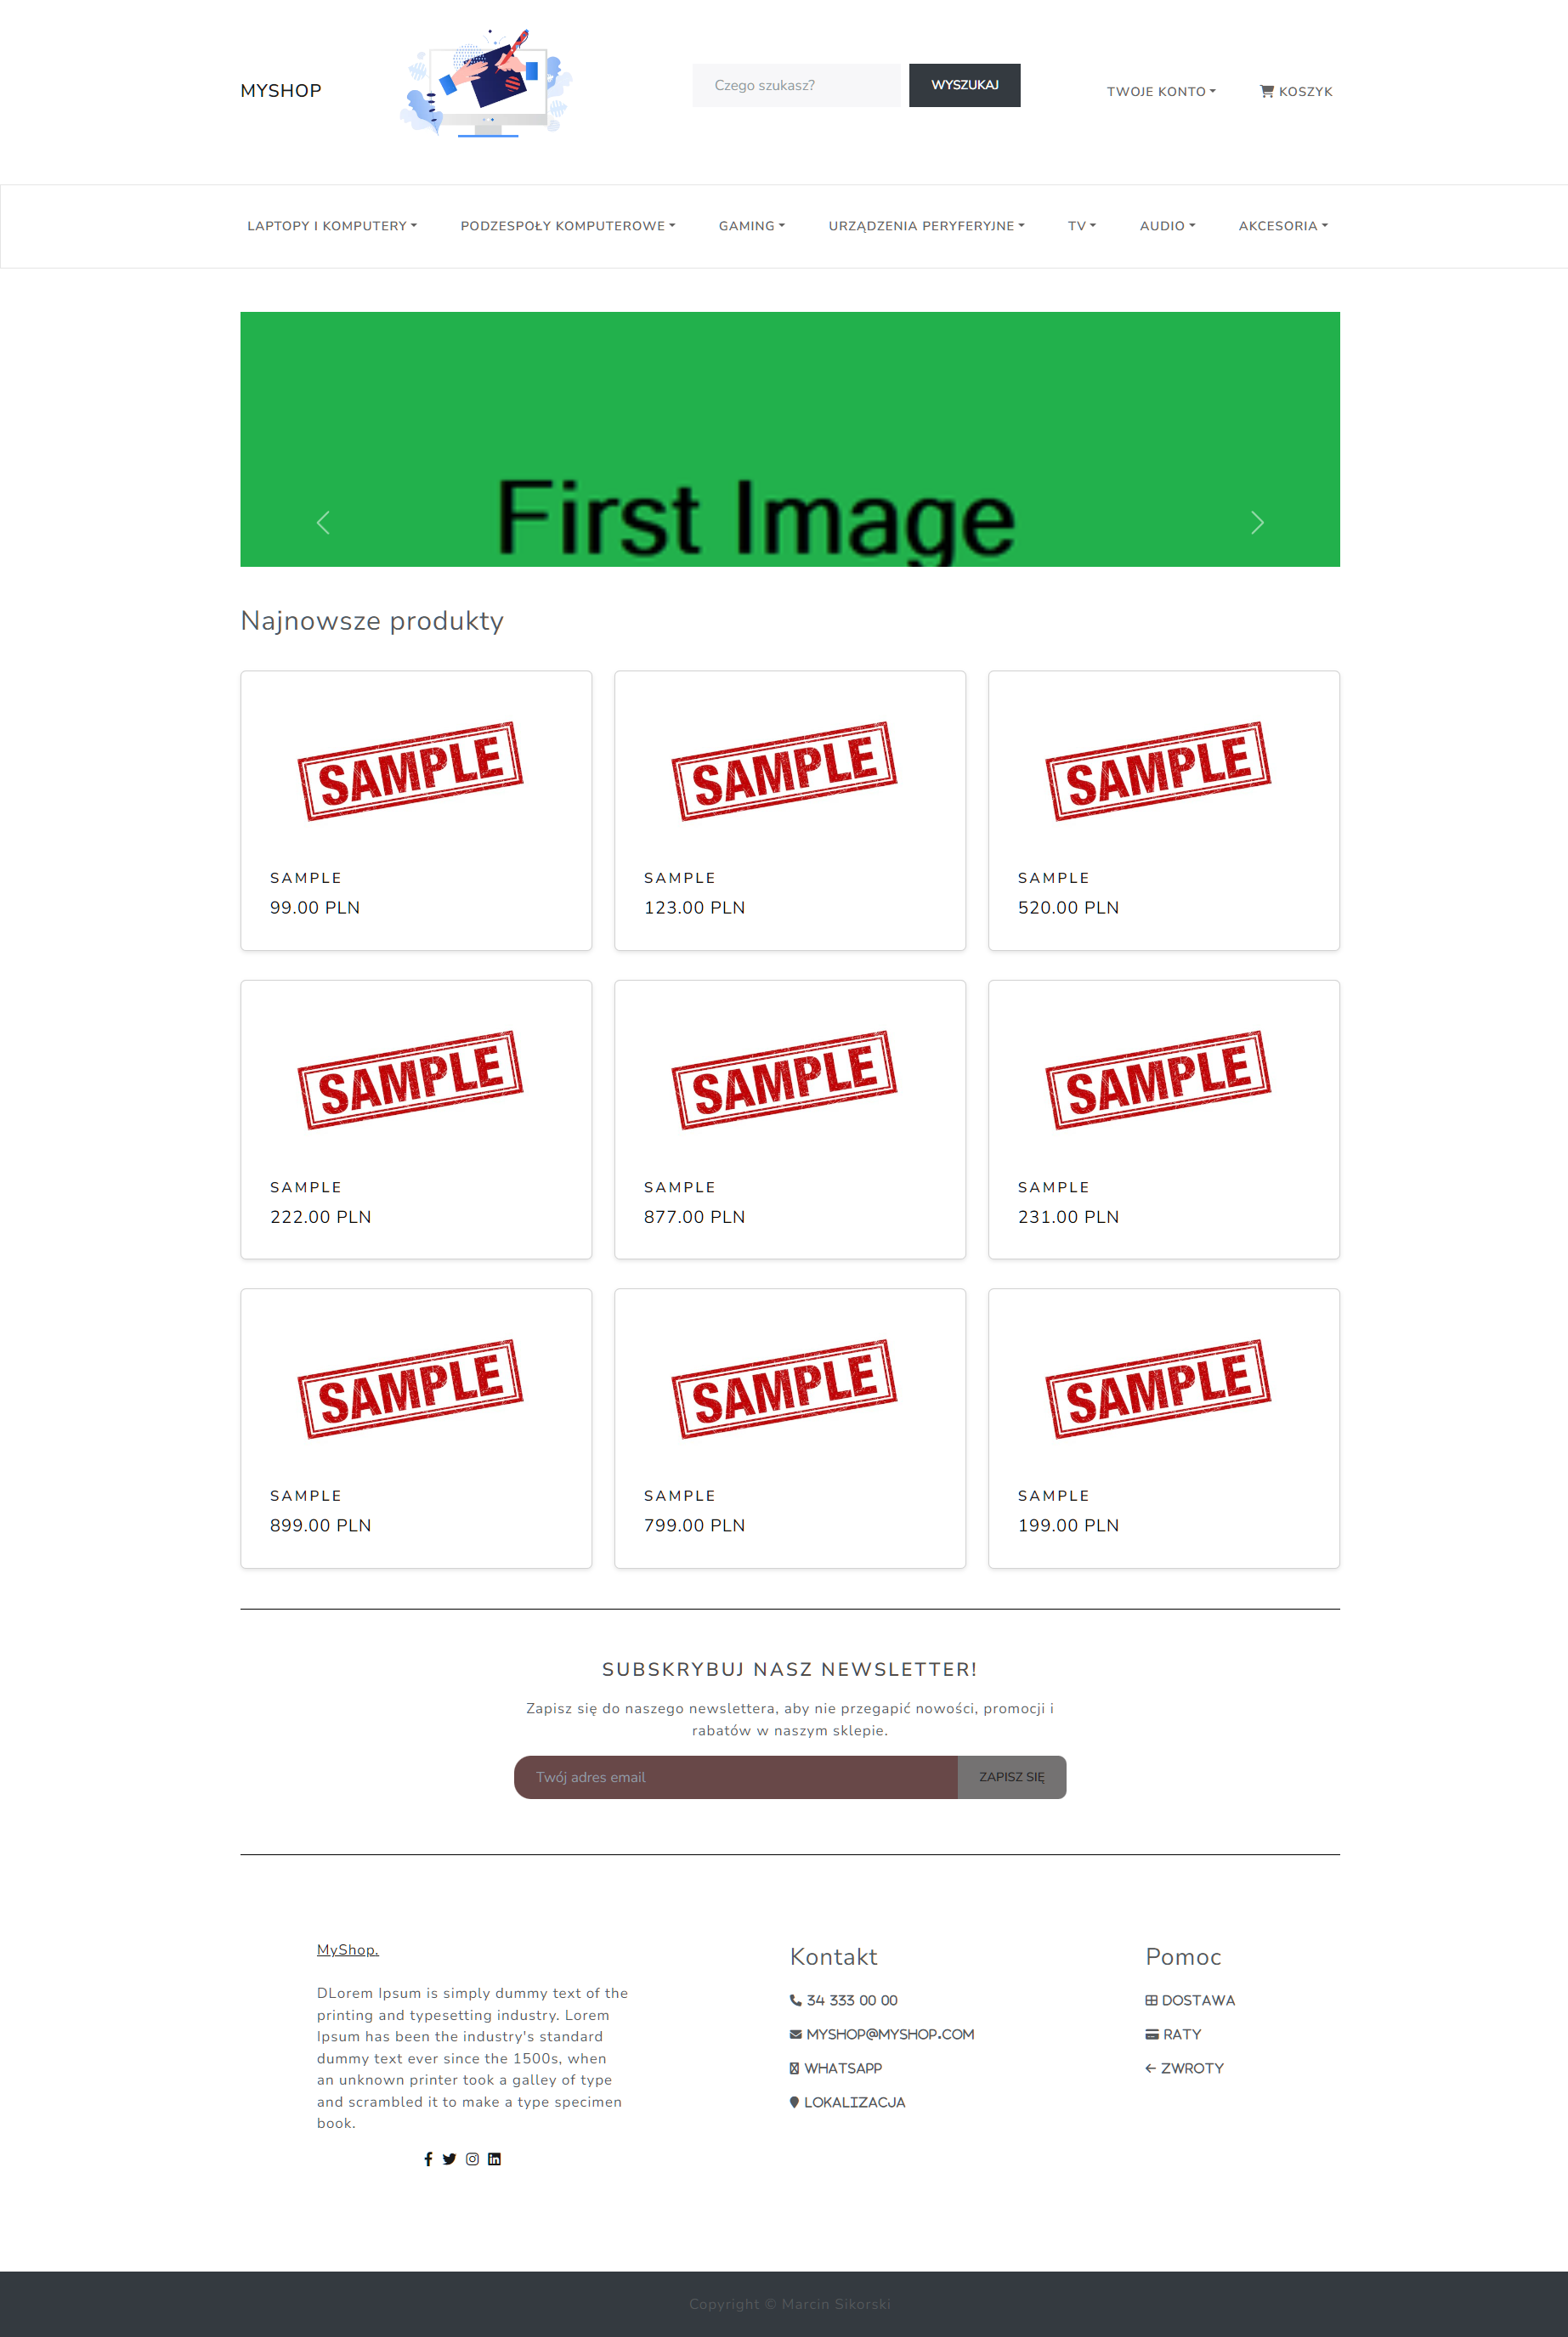 MYSHOP
Czego szukasz?
WYSZUKAJ
TWOJE KONTO
KOSZYK
LAPTOPY I KOMPUTERY
PODZESPOŁY KOMPUTEROWE
GAMING
URZĄDZENIA PERYFERYJNE
TV
AUDIO
AKCESORIA
First Image
Najnowsze produkty
SAMPLE
SAMPLE
99.00 PLN
SAMPLE
SAMPLE
123.00 PLN
SAMPLE
SAMPLE
520.00 PLN
SAMPLE
SAMPLE
222.00 PLN
SAMPLE
SAMPLE
877.00 PLN
SAMPLE
SAMPLE
231.00 PLN
SAMPLE
SAMPLE
899.00 PLN
SAMPLE
SAMPLE
799.00 PLN
SAMPLE
SAMPLE
199.00 PLN
SUBSKRYBUJ NASZ NEWSLETTER!
Zapisz się do naszego newslettera, aby nie przegapić nowości, promocji i
rabatów w naszym sklepie.
Twój adres email
ZAPISZ SIĘ
MyShop.
DLorem Ipsum is simply dummy text of the
printing and typesetting industry. Lorem
Ipsum has been the industry's standard
dummy text ever since the 1500s, when
an unknown printer took a galley of type
and scrambled it to make a type specimen
book.
Kontakt
34 333 00 00
MYSHOP@MYSHOP.COM
WHATSAPP
LOKALIZACJA
Pomoc
DOSTAWA
RATY
ZWROTY
Copyright © Marcin Sikorski